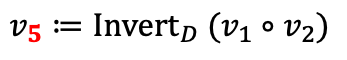 v₅ ≔ Invert_D (v₁ ∘ v₂)